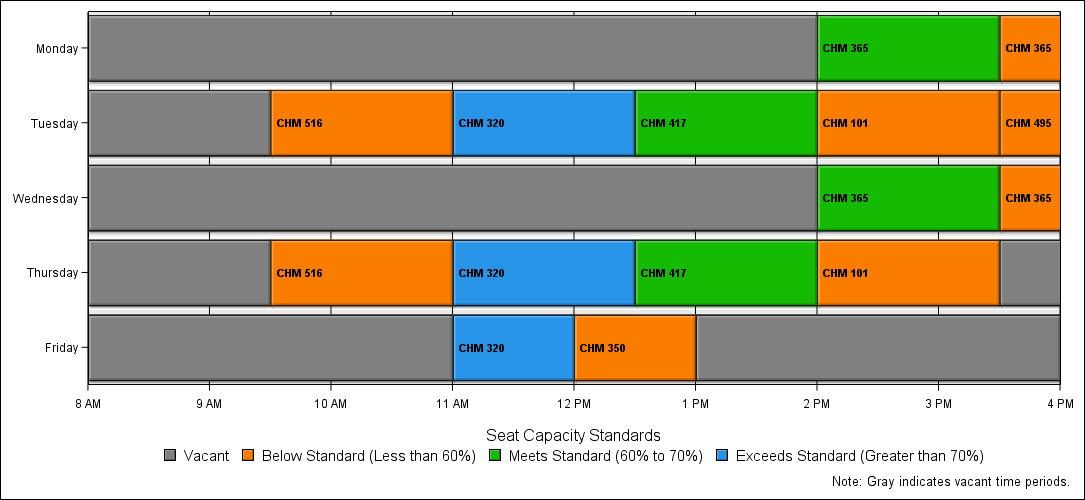 Monday
CHM 365
CHM 365
Tuesday
CHM 516
CHM 320
CHM 417
CHM 101
CHM 495
Wednesday
CHM 365
CHM 365
Thursday
CHM 516
CHM 320
CHM 417
CHM 101
Friday
CHM 320
CHM 350
8 AM 9 AM 10 AM 11 AM 12 PM 1 PM 2 PM 3 PM 4 PM
Seat Capacity Standards
Vacant Below Standard (Less than 60%) Meets Standard (60% to 70%) Exceeds Standard (Greater than 70%)
Note: Gray indicates vacant time periods.